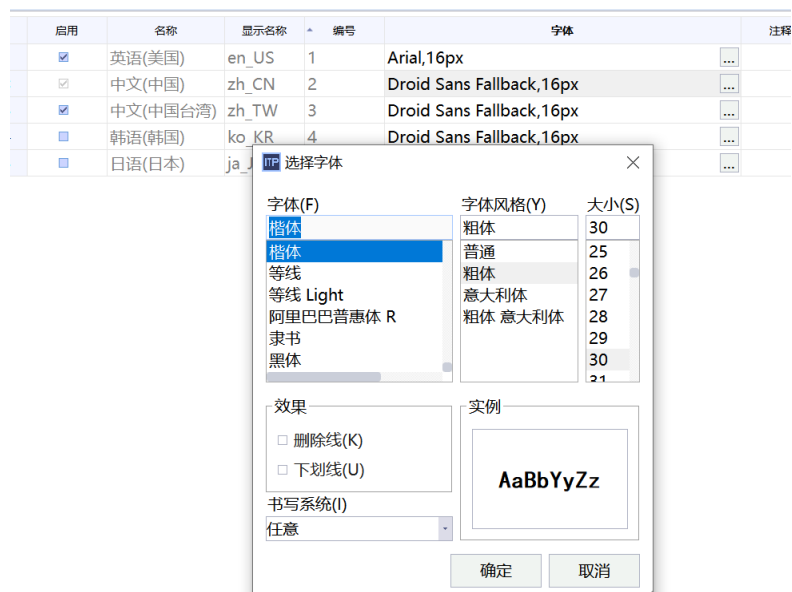 启用 名称 显示名称 编号 字体 注释
英语(美国) en_US 1 Arial,16px ...
中文(中国) zh_CN 2 Droid Sans Fallback,16px ...
中文(中国台湾) zh_TW 3 Droid Sans Fallback,16px ...
韩语(韩国) ko_KR 4 Droid Sans Fallback,16px ...
日语(日本) ja_J ...
ITP 选择字体
字体(F) 字体风格(Y) 大小(S)
楷体 粗体 30
楷体 普通 25
等线 粗体 26
等线 Light 意大利体 27
阿里巴巴普惠体 R 粗体 意大利体 28
隶书 29
黑体 30
31
效果 实例
删除线(K)
下划线(U)
AaBbYyZz
书写系统(I)
任意
确定 取消